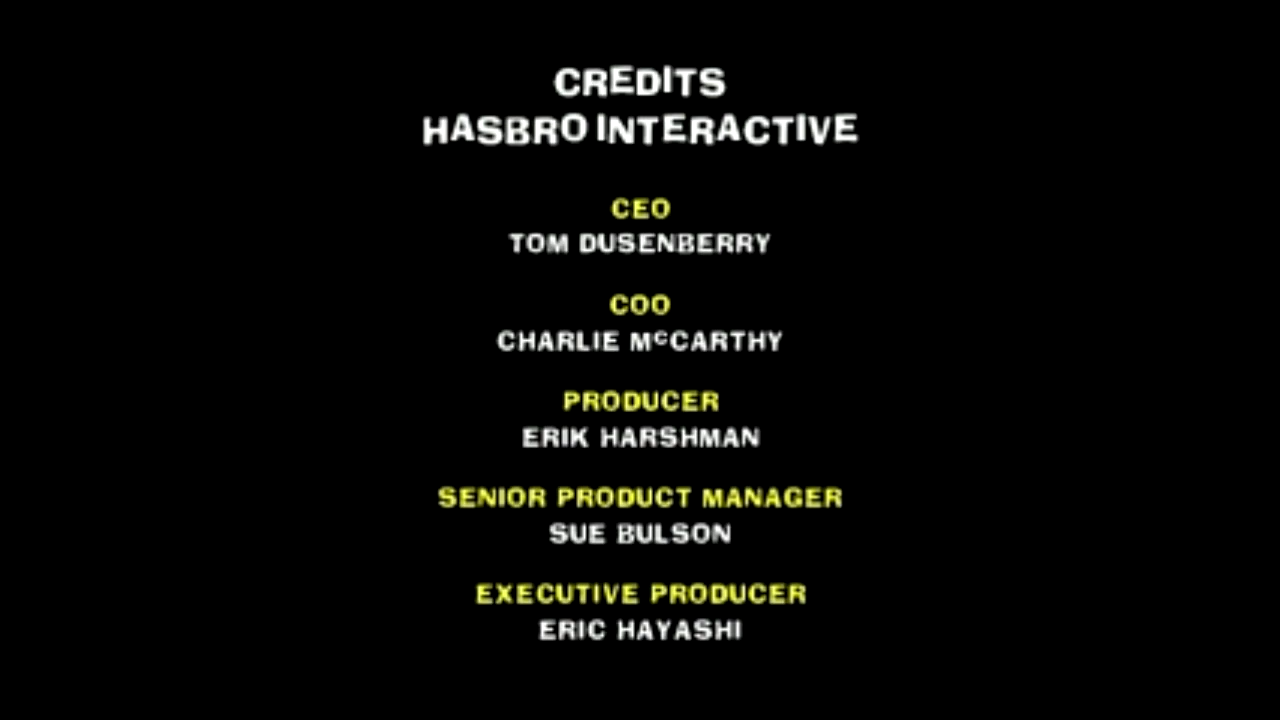 CREDITS
HASBRO INTERACTIVE
CEO
TOM DUSENBERRY
COO
CHARLIE McCARTHY
PRODUCER
ERIK HARSHMAN
SENIOR PRODUCT MANAGER
SUE BULSON
EXECUTIVE PRODUCER
ERIC HAYASHI